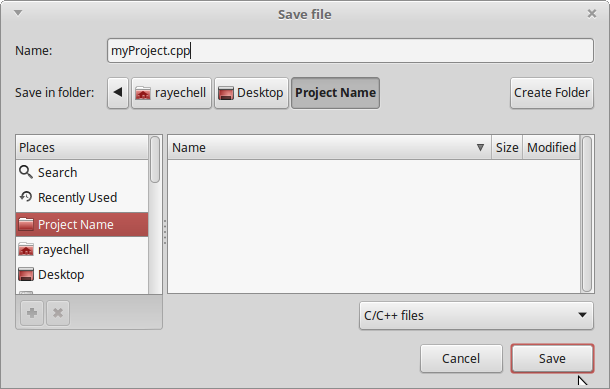 Save file
Name: myProject.cpp
Save in folder: rayechell Desktop Project Name Create Folder
Places Name Size Modified
Search
Recently Used
Project Name
rayechell
Desktop
C/C++ files
Cancel Save